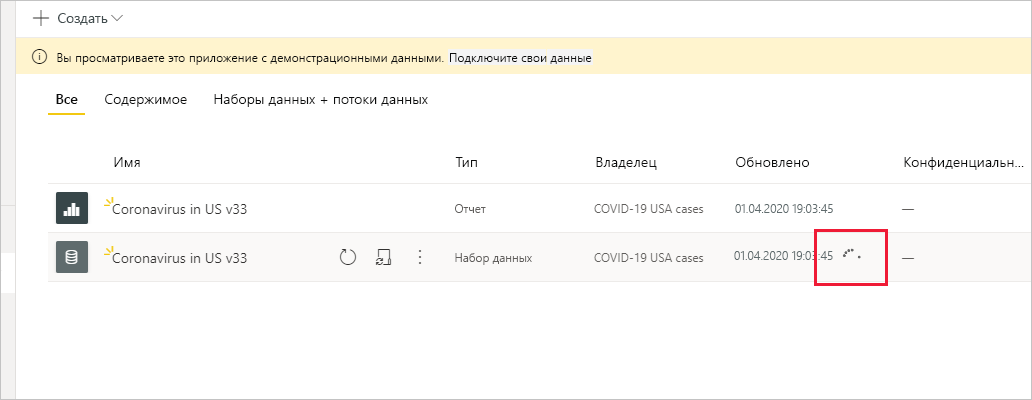 Создать
Вы просматриваете это приложение с демонстрационными данными. Подключите свои данные
Все Содержимое Наборы данных + потоки данных
Имя Тип Владелец Обновлено Конфиденциальн...
Coronavirus in US v33 Отчет COVID-19 USA cases 01.04.2020 19:03:45 —
Coronavirus in US v33 Набор данных COVID-19 USA cases 01.04.2020 19:03:45 —